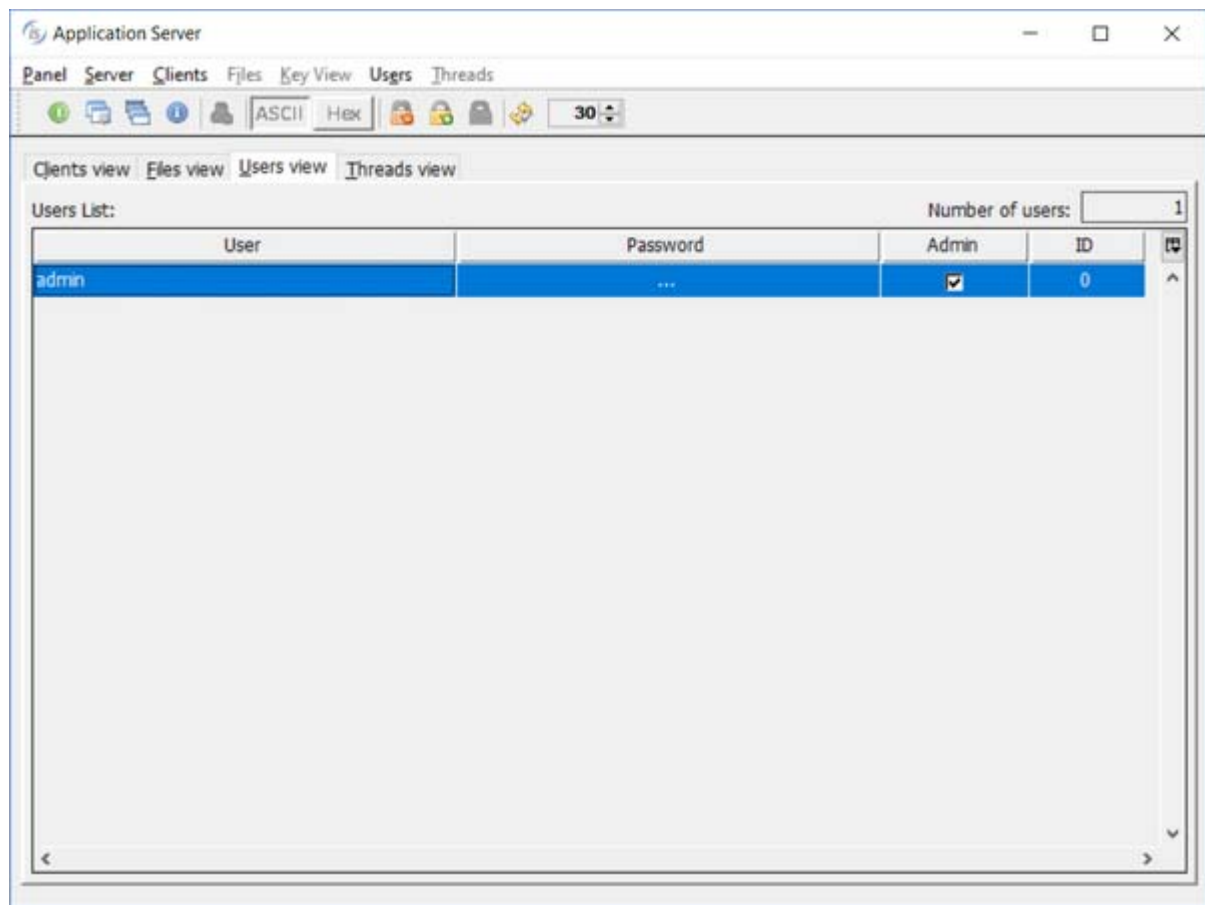 Application Server
Panel Server Clients Files Key View Users Threads
ASCII Hex 30
Clients view Files view Users view Threads view
Users List: Number of users: 1
User Password Admin ID
admin ... 0